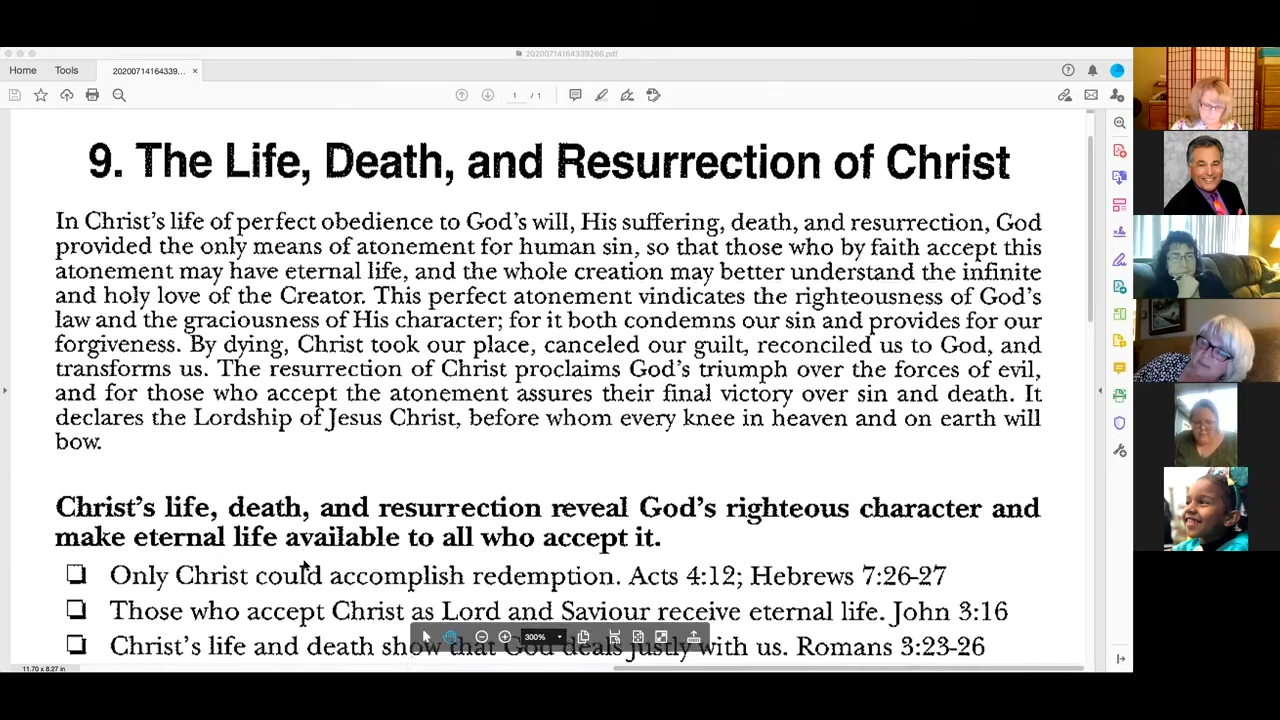 20200714164339266.pdf
Home Tools 20200714164339... ×
1 / 1
9. The Life, Death, and Resurrection of Christ
In Christ's life of perfect obedience to God's will, His suffering, death, and resurrection, God
provided the only means of atonement for human sin, so that those who by faith accept this
atonement may have eternal life, and the whole creation may better understand the infinite
and holy love of the Creator. This perfect atonement vindicates the righteousness of God's
law and the graciousness of His character; for it both condemns our sin and provides for our
forgiveness. By dying, Christ took our place, canceled our guilt, reconciled us to God, and
transforms us. The resurrection of Christ proclaims God's triumph over the forces of evil,
and for those who accept the atonement assures their final victory over sin and death. It
declares the Lordship of Jesus Christ, before whom every knee in heaven and on earth will
bow.
Christ's life, death, and resurrection reveal God's righteous character and
make eternal life available to all who accept it.
Only Christ could accomplish redemption. Acts 4:12; Hebrews 7:26-27
Those who accept Christ as Lord and Saviour receive eternal life. John 3:16
300%
Christ's life and death show that God deals justly with us. Romans 3:23-26
11.70 x 8.27 in